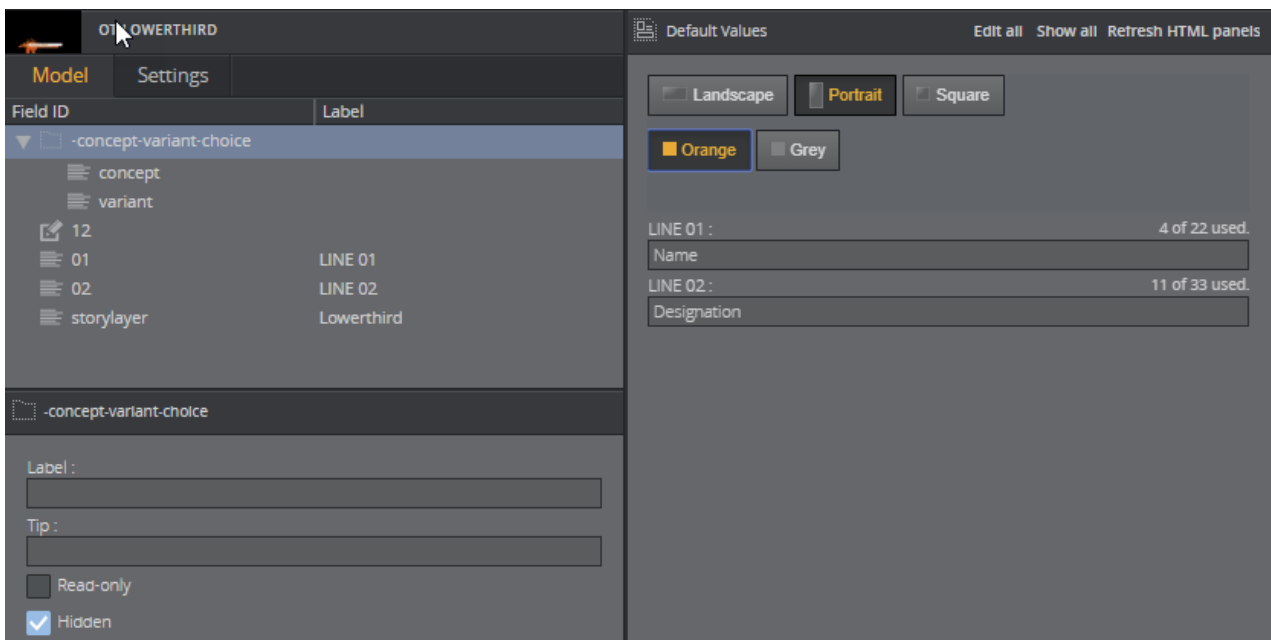 LOWERTHIRD
Model Settings
Field ID Label
-concept-variant-choice
concept
variant
12
01 LINE 01
02 LINE 02
storylayer Lowerthird
-concept-variant-choice
Label :
Tip :
Read-only
Hidden
Default Values Edit all Show all Refresh HTML panels
Landscape Portrait Square
Orange Grey
LINE 01 : 4 of 22 used.
Name
LINE 02 : 11 of 33 used.
Designation